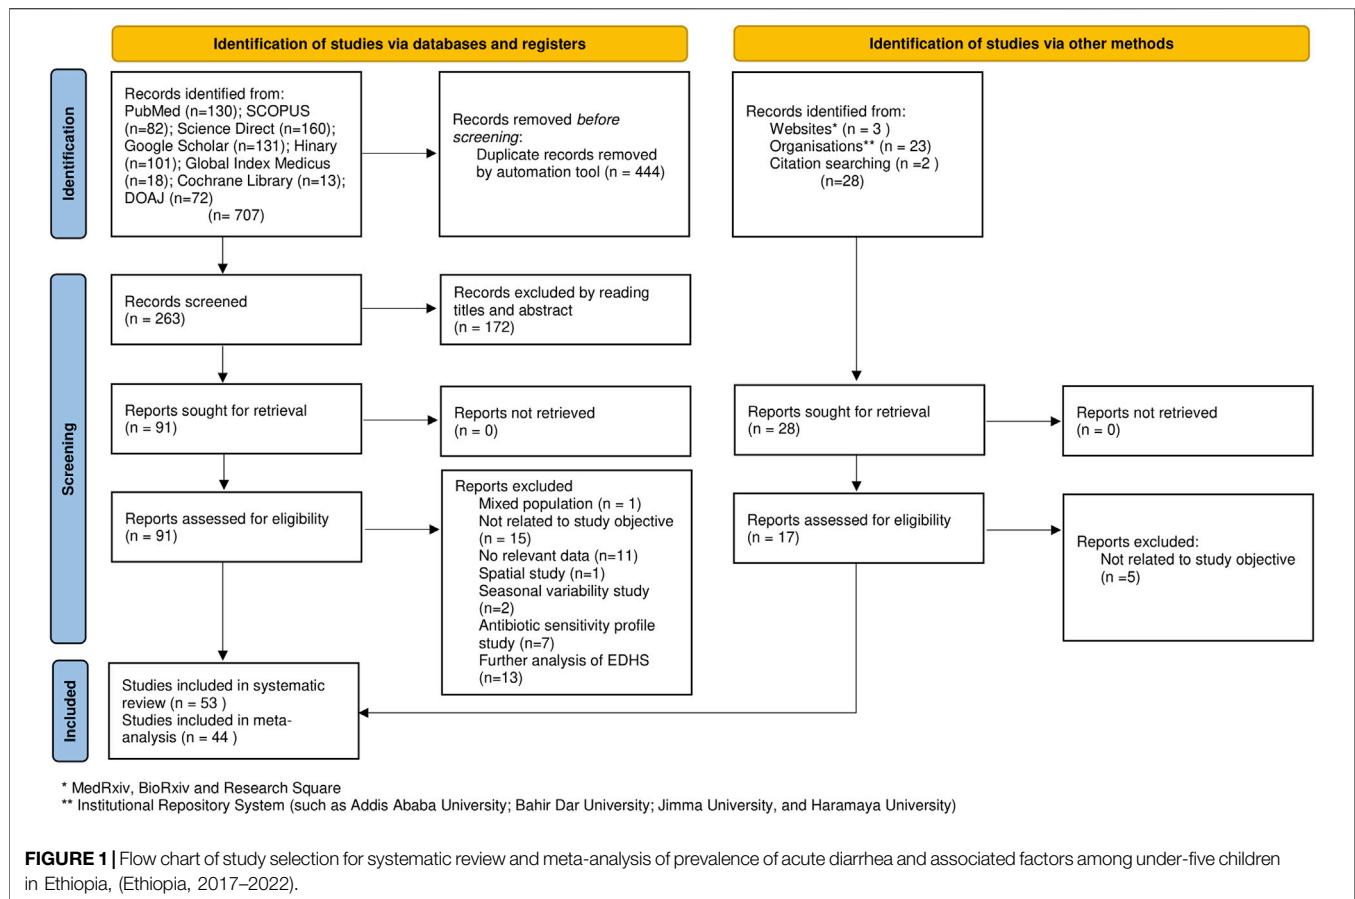 Identification of studies via databases and registers
Identification of studies via other methods
Identification
Records identified from:
PubMed (n=130); SCOPUS
(n=82); Science Direct (n=160);
Google Scholar (n=131); Hinary
(n=101); Global Index Medicus
(n=18); Cochrane Library (n=13);
DOAJ (n=72)
(n= 707)
Records removed before
screening:
Duplicate records removed
by automation tool (n = 444)
Records identified from:
Websites* (n = 3 )
Organisations** (n = 23)
Citation searching (n =2 )
(n=28)
Screening
Records screened
(n = 263)
Records excluded by reading
titles and abstract
(n = 172)
Reports sought for retrieval
(n = 91)
Reports not retrieved
(n = 0)
Reports sought for retrieval
(n = 28)
Reports not retrieved
(n = 0)
Reports assessed for eligibility
(n = 91)
Reports excluded
Mixed population (n = 1)
Not related to study objective
(n = 15)
No relevant data (n=11)
Spatial study (n=1)
Seasonal variability study
(n=2)
Antibiotic sensitivity profile
study (n=7)
Further analysis of EDHS
(n=13)
Reports assessed for eligibility
(n = 17)
Reports excluded:
Not related to study objective
(n =5)
Included
Studies included in systematic
review (n = 53 )
Studies included in meta-
analysis (n = 44 )
* MedRxiv, BioRxiv and Research Square
** Institutional Repository System (such as Addis Ababa University; Bahir Dar University; Jimma University, and Haramaya University)
FIGURE 1 | Flow chart of study selection for systematic review and meta-analysis of prevalence of acute diarrhea and associated factors among under-five children
in Ethiopia, (Ethiopia, 2017–2022).